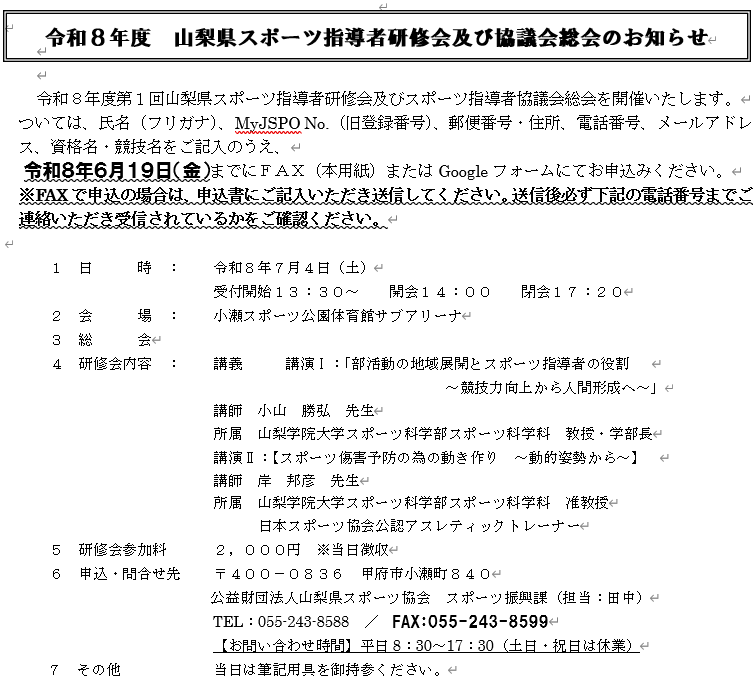 令和８年度　山梨県スポーツ指導者研修会及び協議会総会のお知らせ
令和８年度第１回山梨県スポーツ指導者研修会及びスポーツ指導者協議会総会を開催いたします。
ついては、氏名（フリガナ）、MyJSPO No.（旧登録番号）、郵便番号・住所、電話番号、メールアドレ
ス、資格名・競技名をご記入のうえ、
令和8年6月19日(金)までにＦＡＸ（本用紙）または Google フォームにてお申込みください。
※FAX で申込の場合は、申込書にご記入いただき送信してください。送信後必ず下記の電話番号までご
連絡いただき受信されているかをご確認ください。
１　日　　　時　：　令和８年７月４日（土）
受付開始１３：３０～　　開会１４：００　　閉会１７：２０
２　会　　　場　：　小瀬スポーツ公園体育館サブアリーナ
３　総　　　会
４　研修会内容　：　講義　　　講演Ⅰ：「部活動の地域展開とスポーツ指導者の役割
～競技力向上から人間形成へ～」
講師　小山　勝弘　先生
所属　山梨学院大学スポーツ科学部スポーツ科学科　教授・学部長
講演Ⅱ：【スポーツ傷害予防の為の動き作り　～動的姿勢から～】
講師　岸　邦彦　先生
所属　山梨学院大学スポーツ科学部スポーツ科学科　准教授
日本スポーツ協会公認アスレティックトレーナー
５　研修会参加料　　　２，０００円　※当日徴収
６　申込・問合せ先　　〒４００－０８３６　甲府市小瀬町８４０
公益財団法人山梨県スポーツ協会　スポーツ振興課（担当：田中）
TEL：055-243-8588　／　FAX:055-243-8599
【お問い合わせ時間】平日８：30～17：30（土日・祝日は休業）
７　その他　　　　　　当日は筆記用具を御持参ください。